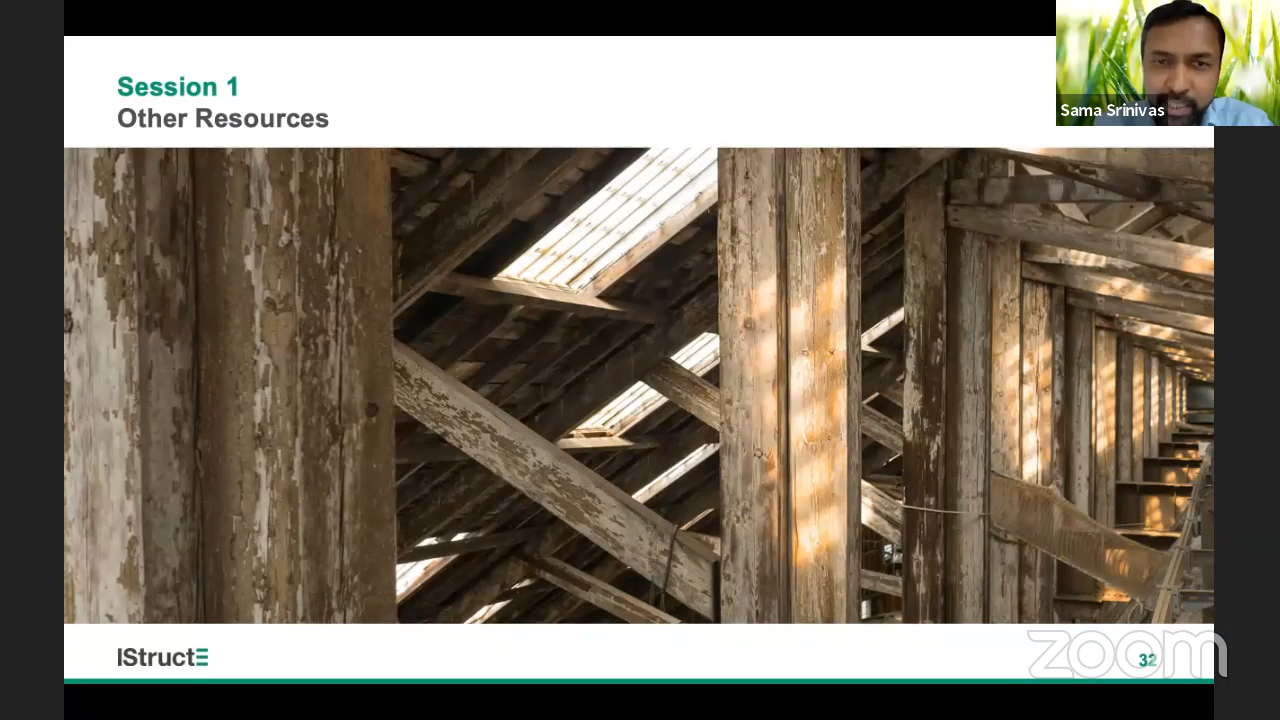 Session 1
Other Resources
Sama Srinivas
IStructE
32
zoom